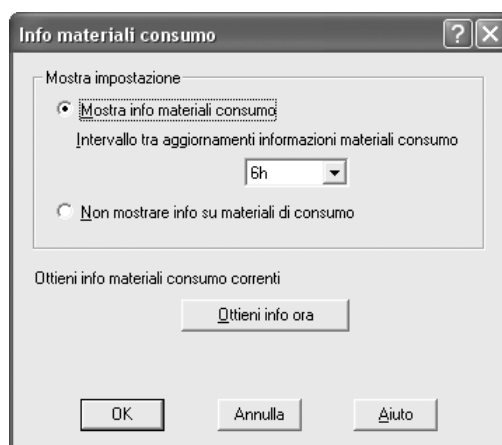 Info materiali consumo
Mostra impostazione
Mostra info materiali consumo
Intervallo tra aggiornamenti informazioni materiali consumo
6h
Non mostrare info su materiali di consumo
Ottieni info materiali consumo correnti
Ottieni info ora
OK
Annulla
Aiuto